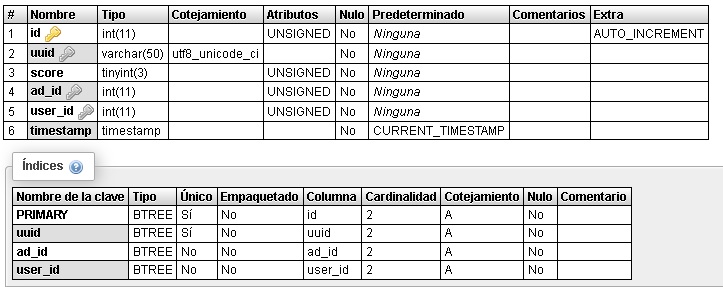 # Nombre Tipo Cotejamiento Atributos Nulo Predeterminado Comentarios Extra
1 id int(11) UNSIGNED No Ninguna AUTO_INCREMENT
2 uuid varchar(50) utf8_unicode_ci No Ninguna
3 score tinyint(3) UNSIGNED No Ninguna
4 ad_id int(11) UNSIGNED No Ninguna
5 user_id int(11) UNSIGNED No Ninguna
6 timestamp timestamp No CURRENT_TIMESTAMP
Índices
Nombre de la clave Tipo Único Empaquetado Columna Cardinalidad Cotejamiento Nulo Comentario
PRIMARY BTREE Sí No id 2 A No
uuid BTREE Sí No uuid 2 A No
ad_id BTREE No No ad_id 2 A No
user_id BTREE No No user_id 2 A No